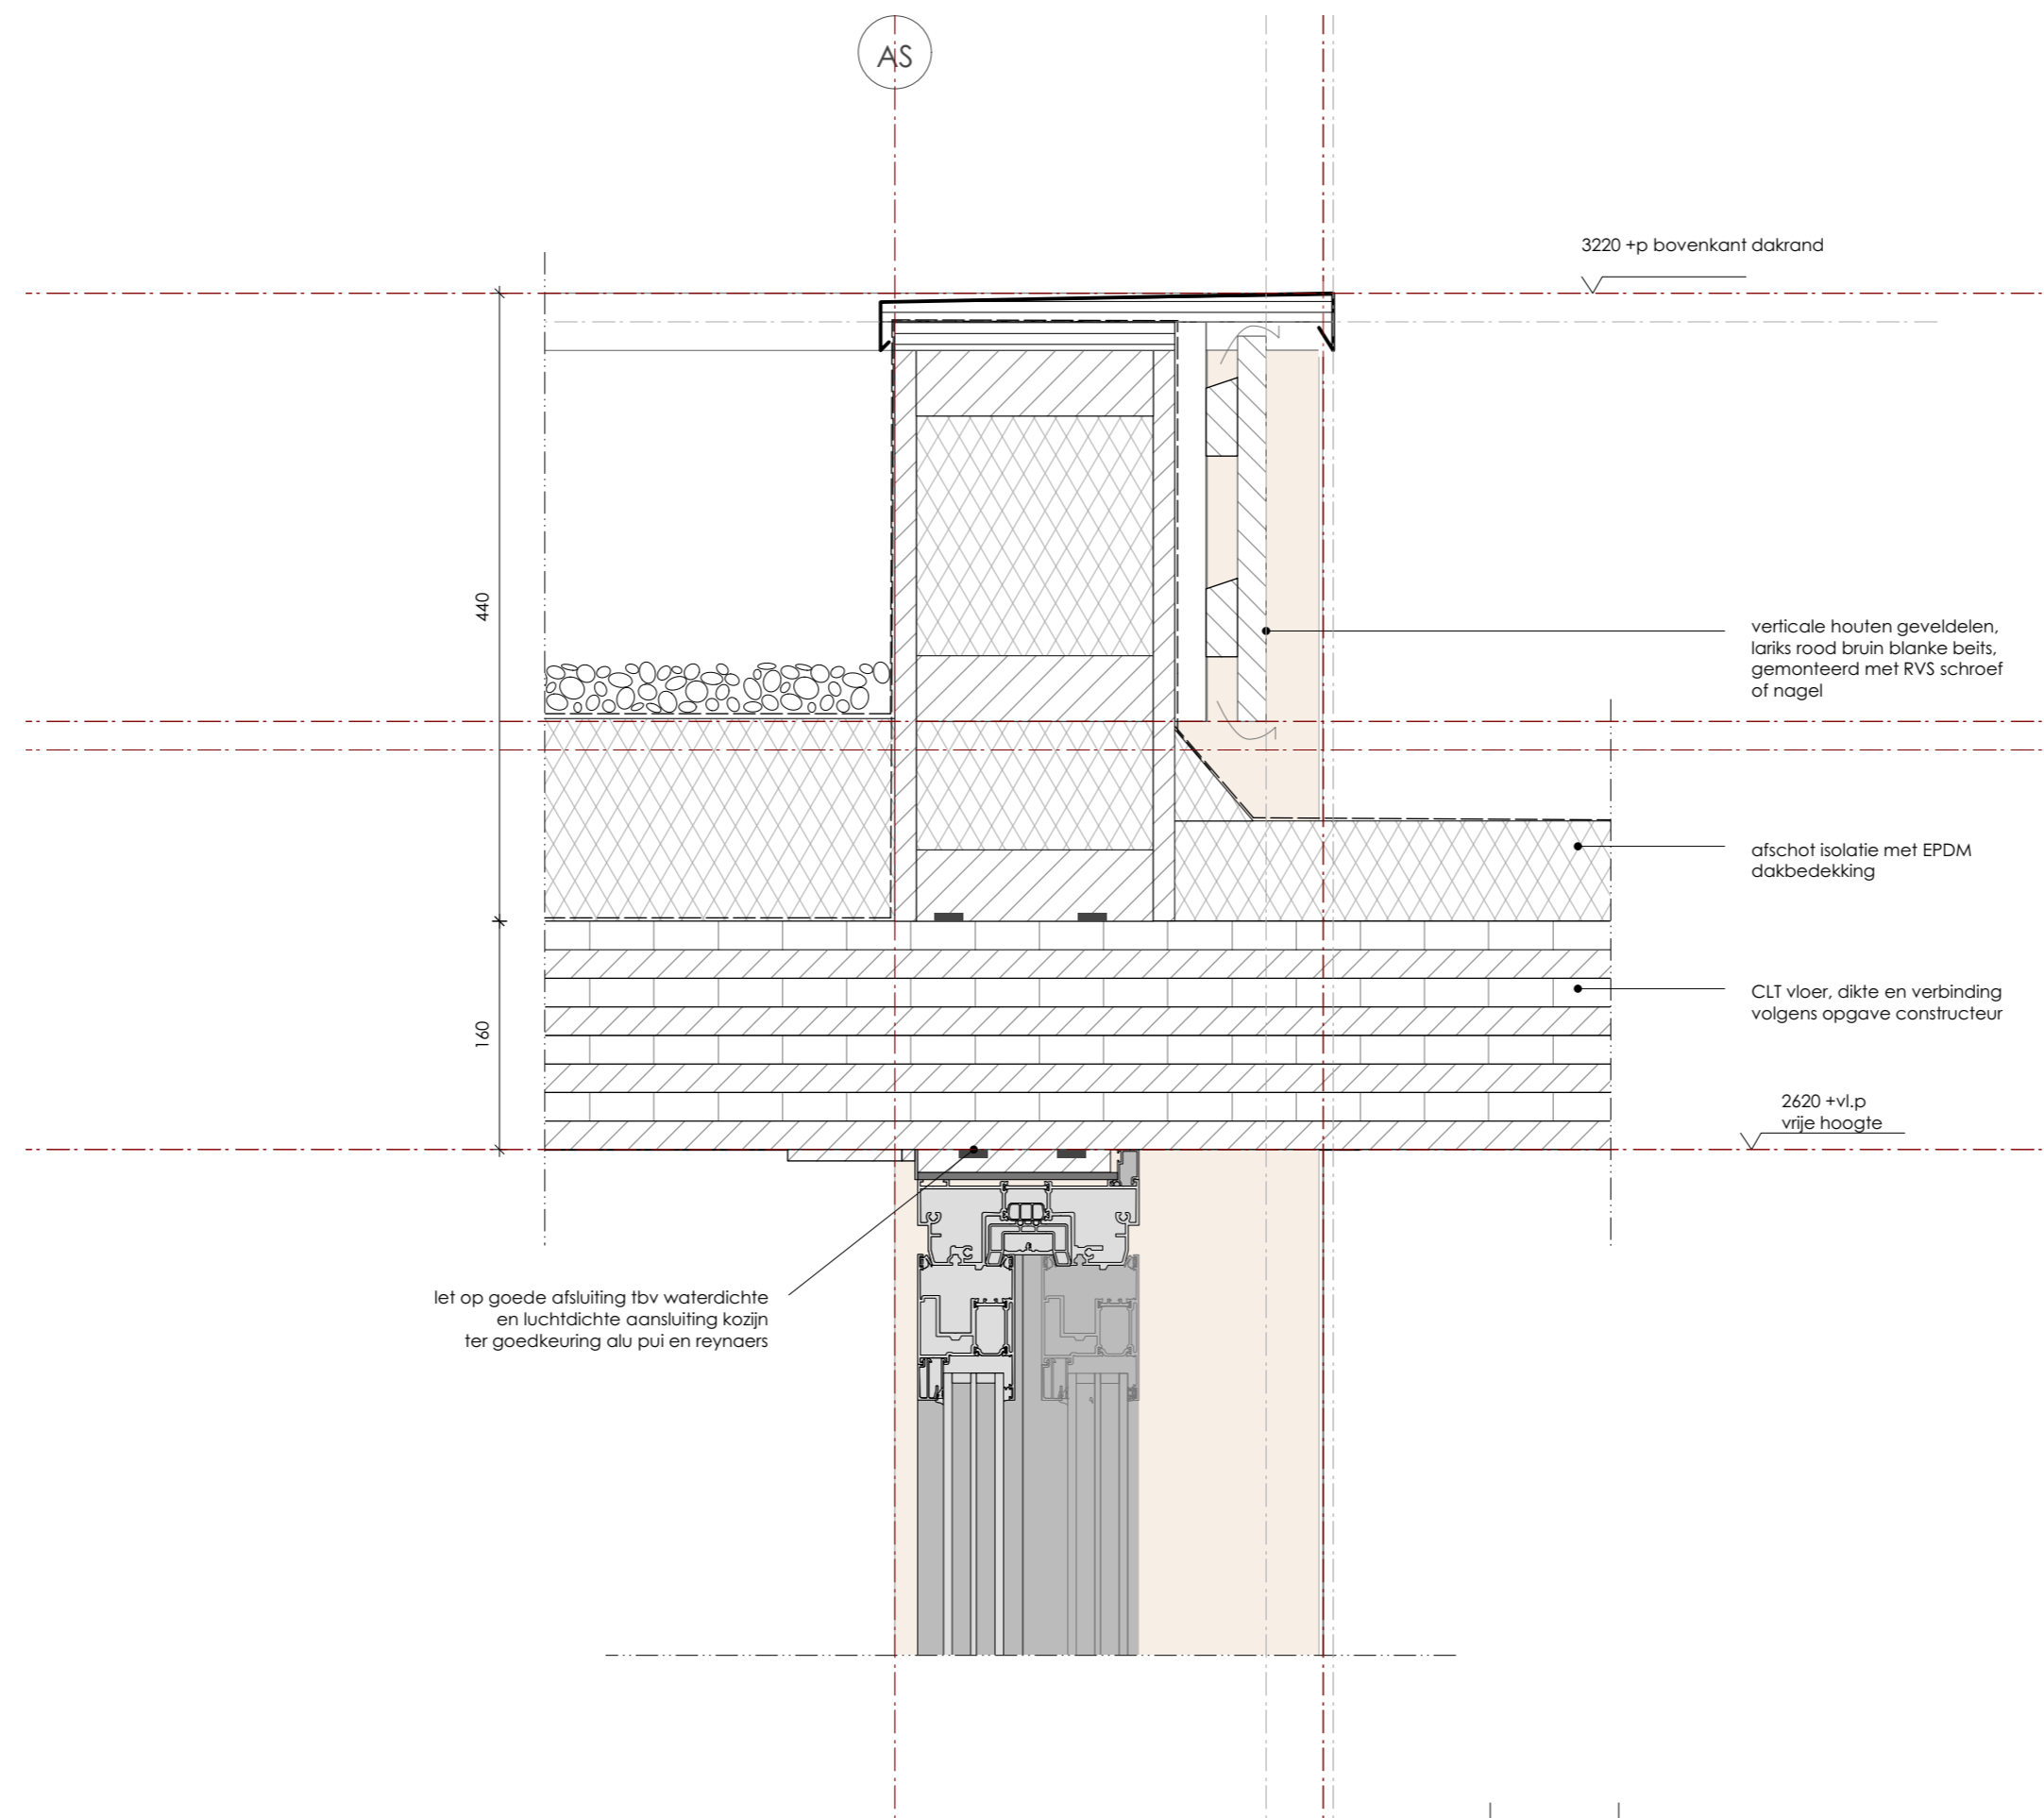 AS
3220 +p bovenkant dakrand
440
verticale houten geveldelen,
lariks rood bruin blanke beits,
gemonteerd met RVS schroef
of nagel
afschot isolatie met EPDM
dakbedekking
160
CLT vloer, dikte en verbinding
volgens opgave constructeur
2620 +vl.p
vrije hoogte
let op goede afsluiting tbv waterdichte
en luchtdichte aansluiting kozijn
ter goedkeuring alu pui en reynaers